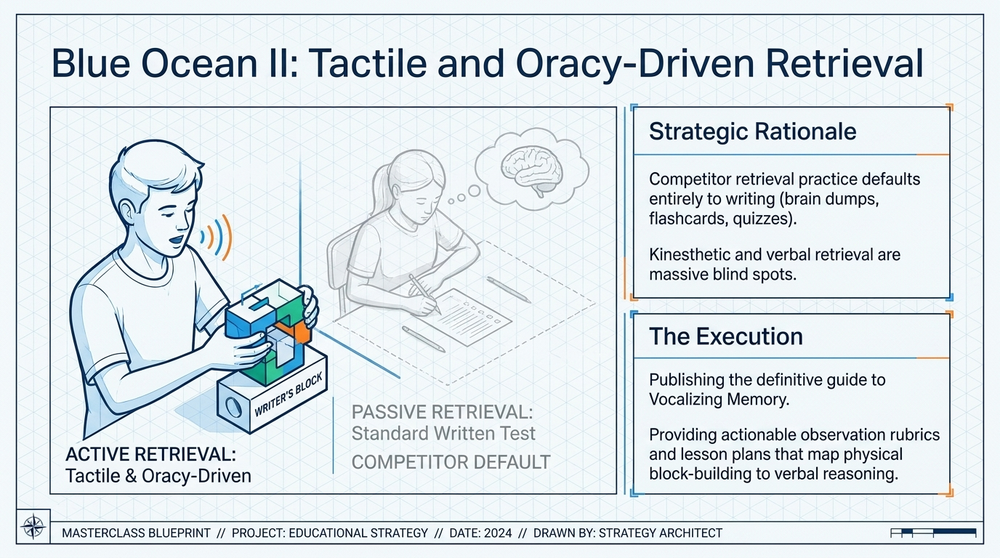 Blue Ocean II: Tactile and Oracy-Driven Retrieval
WRITER'S BLOCK
ACTIVE RETRIEVAL:
Tactile & Oracy-Driven
PASSIVE RETRIEVAL:
Standard Written Test
COMPETITOR DEFAULT
Strategic Rationale
Competitor retrieval practice defaults
entirely to writing (brain dumps,
flashcards, quizzes).
Kinesthetic and verbal retrieval are
massive blind spots.
The Execution
Publishing the definitive guide to
Vocalizing Memory.
Providing actionable observation rubrics
and lesson plans that map physical
block-building to verbal reasoning.
MASTERCLASS BLUEPRINT // PROJECT: EDUCATIONAL STRATEGY // DATE: 2024 // DRAWN BY: STRATEGY ARCHITECT